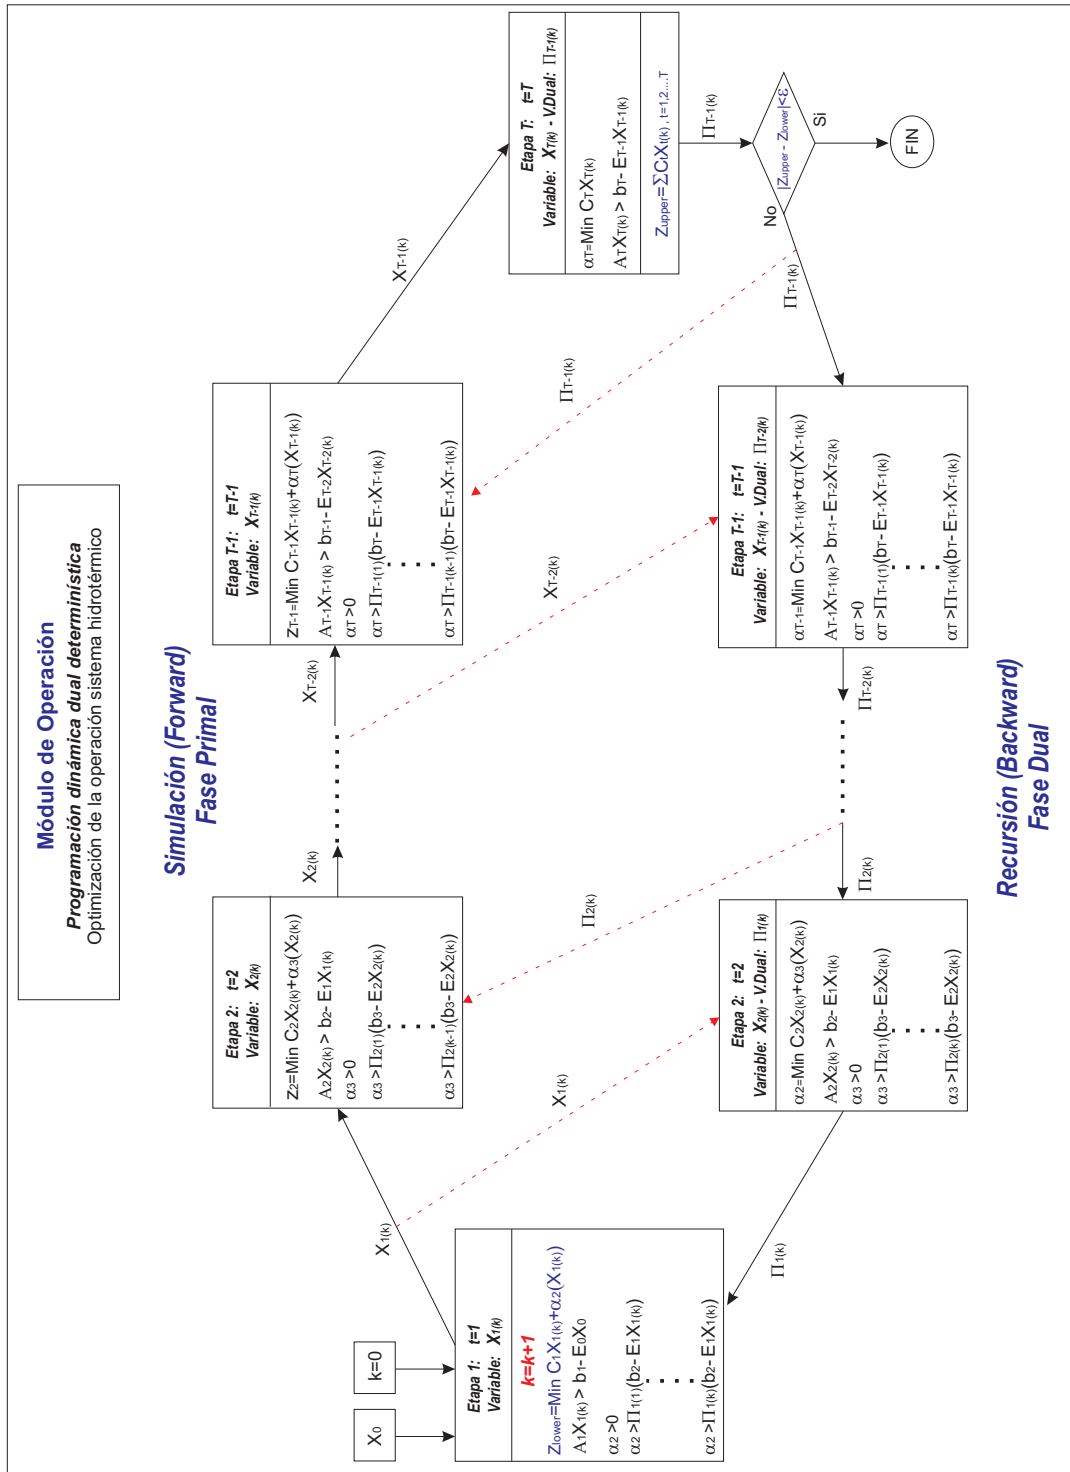 Módulo de Operación
Programación dinámica dual determinística
Optimización de la operación sistema hidrotérmico
Simulación (Forward)
Fase Primal
X0
k=0
Etapa 1: t=1
Variable: X1(k)
k=k+1
Zlower=Min C1X1(k)+α2(X1(k))
A1X1(k) > b1- E0X0
α2 >0
α2 >Π1(1)(b2- E1X1(k))
......
α2 >Π1(k)(b2- E1X1(k))
X1(k)
Etapa 2: t=2
Variable: X2(k)
Z2=Min C2X2(k)+α3(X2(k))
A2X2(k) > b2- E1X1(k)
α3 >0
α3 >Π2(1)(b3- E2X2(k))
......
α3 >Π2(k-1)(b3- E2X2(k))
X2(k)
........
XT-2(k)
Etapa T-1: t=T-1
Variable: XT-1(k)
ZT-1=Min CT-1XT-1(k)+αT(XT-1(k))
AT-1XT-1(k) > bT-1- ET-2XT-2(k)
αT >0
αT >ΠT-1(1)(bT- ET-1XT-1(k))
......
αT >ΠT-1(k-1)(bT- ET-1XT-1(k))
XT-1(k)
Etapa T: t=T
Variable: XT(k) - V.Dual: ΠT-1(k)
αT=Min CTXT(k)
ATXT(k) > bT- ET-1XT-1(k)
Zupper=ΣCtXt(k) , t=1,2....T
ΠT-1(k)
|Zupper - Zlower|<ε
No
Si
FIN
X1(k)
Π2(k)
XT-2(k)
ΠT-1(k)
ΠT-1(k)
Etapa T-1: t=T-1
Variable: XT-1(k) - V.Dual: ΠT-2(k)
αT-1=Min CT-1XT-1(k)+αT(XT-1(k))
AT-1XT-1(k) > bT-1- ET-2XT-2(k)
αT >0
αT >ΠT-1(1)(bT- ET-1XT-1(k))
......
αT >ΠT-1(k)(bT- ET-1XT-1(k))
ΠT-2(k)
........
Π2(k)
Etapa 2: t=2
Variable: X2(k) - V.Dual: Π1(k)
α2=Min C2X2(k)+α3(X2(k))
A2X2(k) > b2- E1X1(k)
α3 >0
α3 >Π2(1)(b3- E2X2(k))
......
α3 >Π2(k)(b3- E2X2(k))
Π1(k)
Recursión (Backward)
Fase Dual